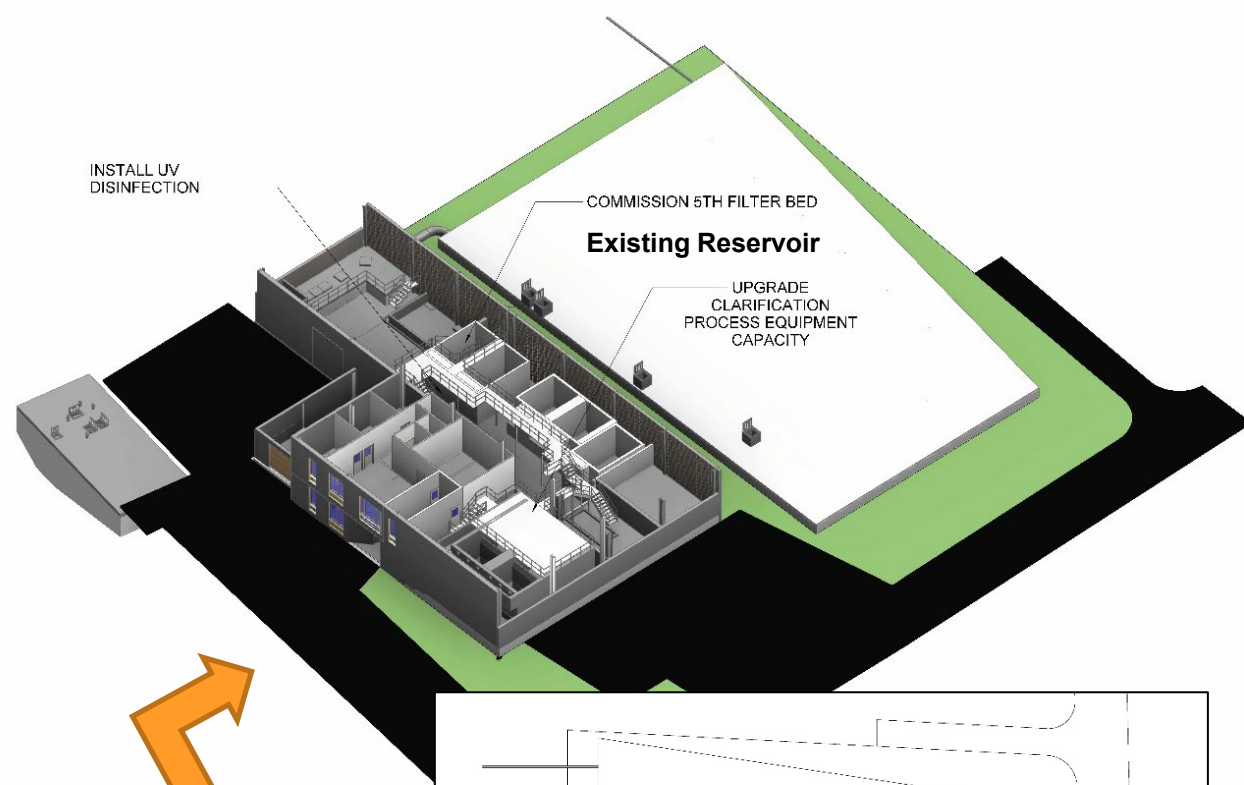 INSTALL UV
DISINFECTION
COMMISSION 5TH FILTER BED
Existing Reservoir
UPGRADE
CLARIFICATION
PROCESS EQUIPMENT
CAPACITY